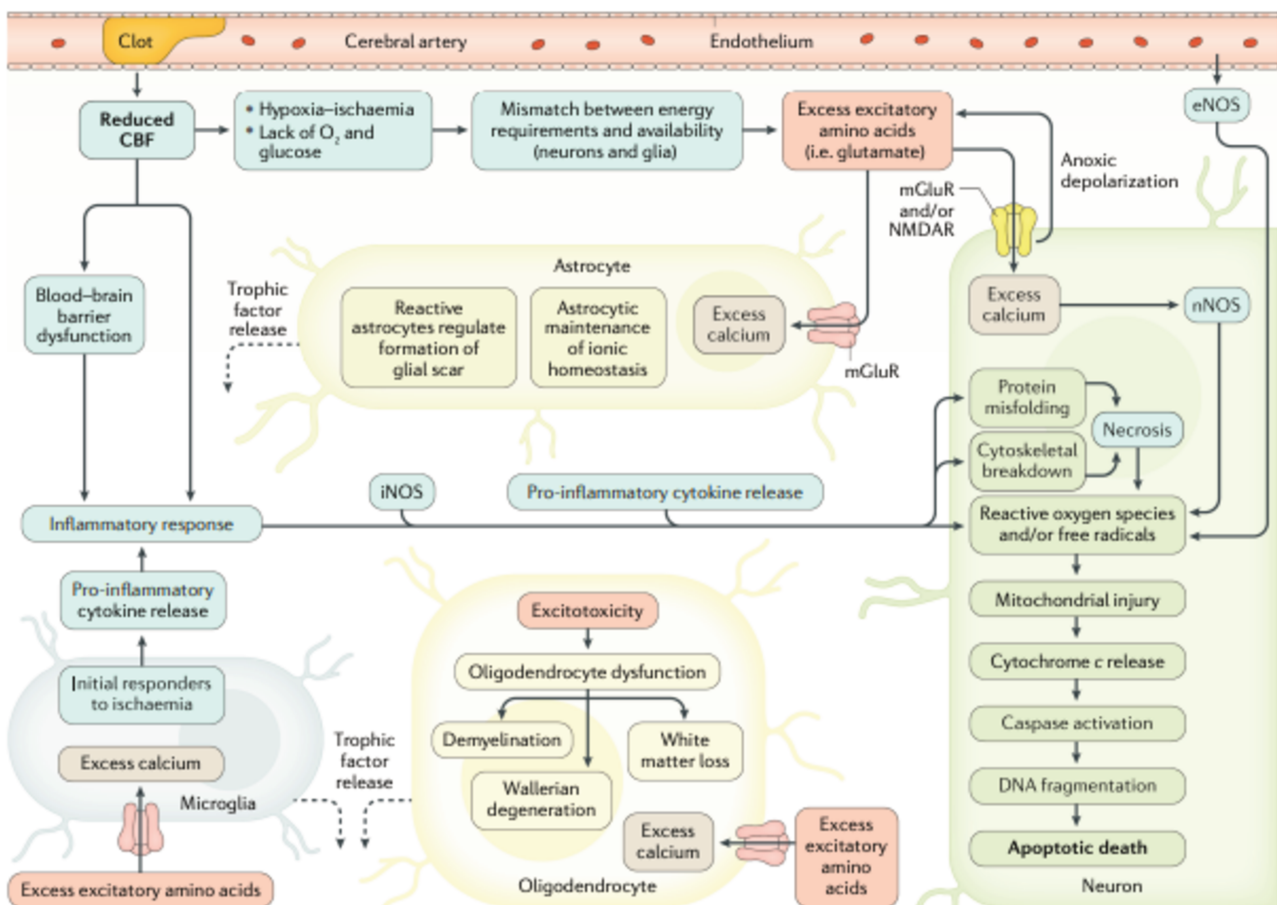 Clot
Cerebral artery
Endothelium
Reduced
CBF
• Hypoxia–ischaemia
• Lack of O₂ and
glucose
Mismatch between energy
requirements and availability
(neurons and glia)
Excess excitatory
amino acids
(i.e. glutamate)
eNOS
Anoxic
depolarization
mGluR
and/or
NMDAR
Astrocyte
Blood–brain
barrier
dysfunction
Trophic
factor
release
Reactive
astrocytes regulate
formation of
glial scar
Astrocytic
maintenance
of ionic
homeostasis
Excess
calcium
mGluR
Excess
calcium
nNOS
Protein
misfolding
Necrosis
Cytoskeletal
breakdown
iNOS
Pro-inflammatory cytokine release
Inflammatory response
Reactive oxygen species
and/or free radicals
Pro-inflammatory
cytokine release
Initial responders
to ischaemia
Excess calcium
Microglia
Excess excitatory amino acids
Trophic
factor
release
Excitotoxicity
Oligodendrocyte dysfunction
Demyelination
White
matter loss
Wallerian
degeneration
Excess
calcium
Excess
excitatory
amino
acids
Oligodendrocyte
Mitochondrial injury
Cytochrome c release
Caspase activation
DNA fragmentation
Apoptotic death
Neuron